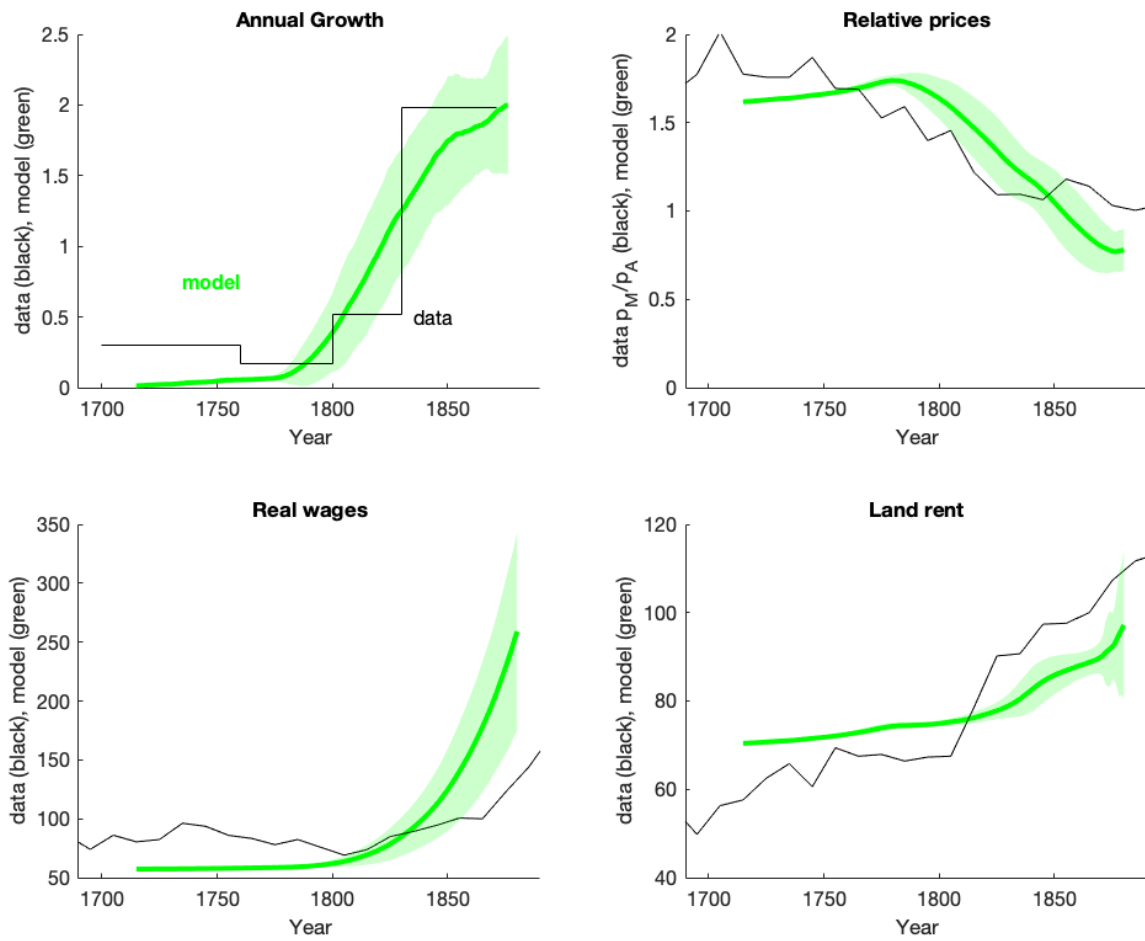 Annual Growth
data (black), model (green)
2.5
2
1.5
1
0.5
0
model
data
1700
1750
1800
1850
Year
Relative prices
data p_M/p_A (black), model (green)
2
1.5
1
0.5
0
1700
1750
1800
1850
Year
Real wages
data (black), model (green)
350
300
250
200
150
100
50
1700
1750
1800
1850
Year
Land rent
data (black), model (green)
120
100
80
60
40
1700
1750
1800
1850
Year